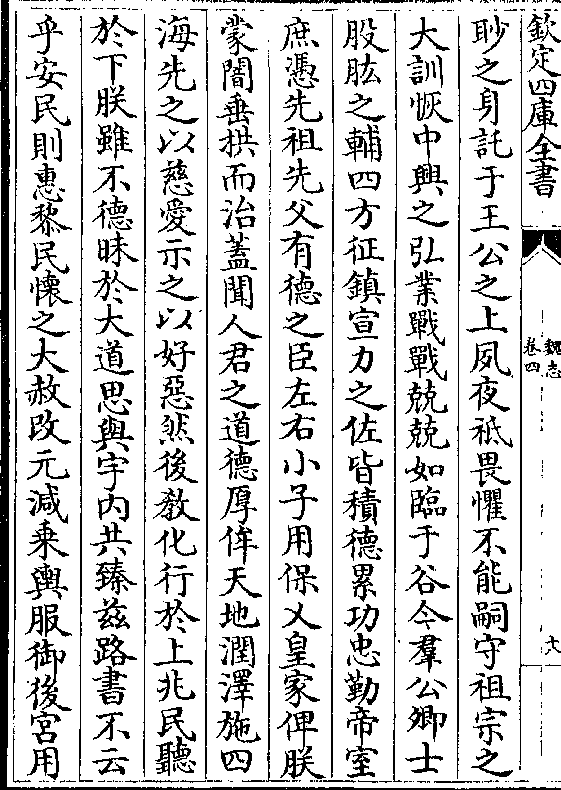 欽定四庫全書
魏志
卷四
大
眇之身託于王公之上夙夜祗畏懼不能嗣守祖宗之
大訓恢中興之弘業戰戰兢兢如臨于谷今羣公卿士
股肱之輔四方征鎮宣力之佐皆積德累功忠勤帝室
庶憑先祖先父有德之臣左右小子用保乂皇家俾朕
蒙闇垂拱而治蓋聞人君之道德厚侔天地潤澤施四
海先之以慈愛示之以好惡然後教化行於上兆民聽
於下朕雖不德昧於大道思與宇内共臻兹路書不云
乎安民則惠黎民懷之大赦改元減乘輿服御後宮用